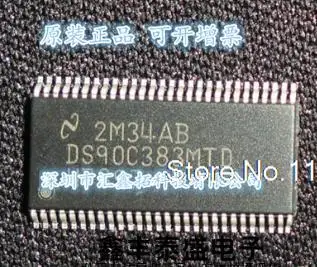 原装正品 可开增票
2M34AB
DS90C383MTD
Store No.11
深圳市汇鑫拓科技有限公司